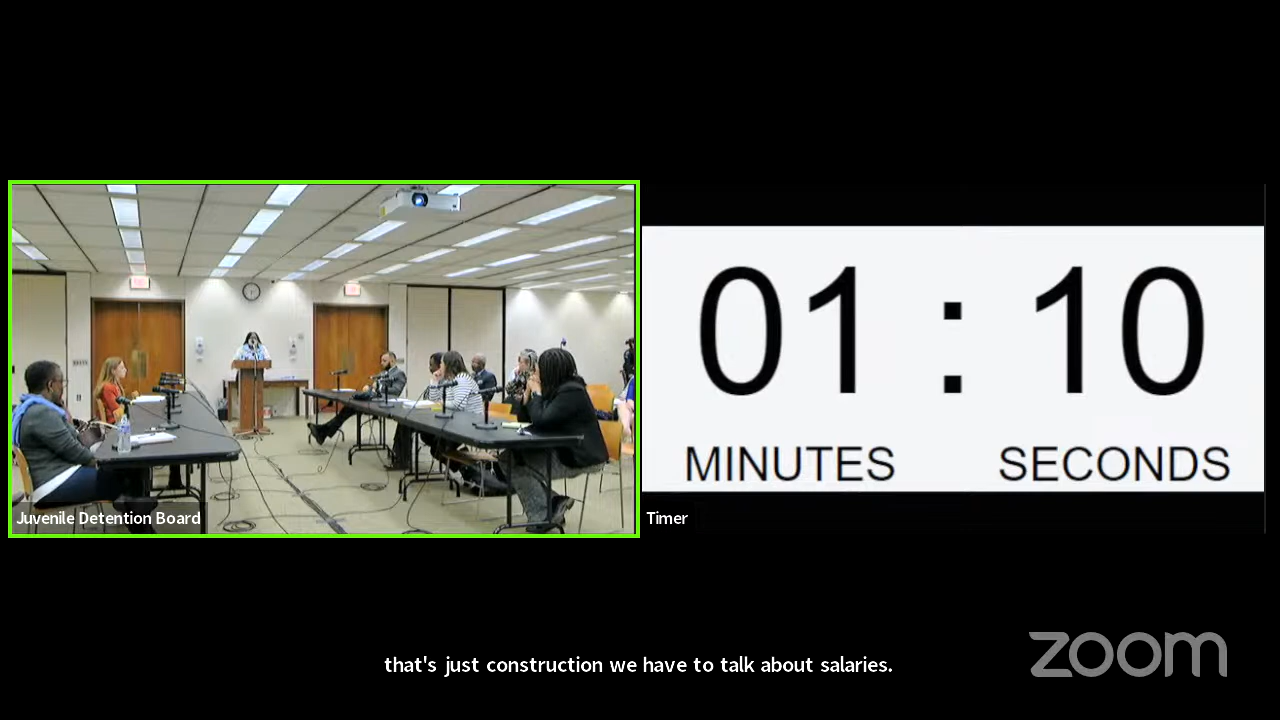 01 : 10
MINUTES SECONDS
Juvenile Detention Board
Timer
that's just construction we have to talk about salaries.
zoom